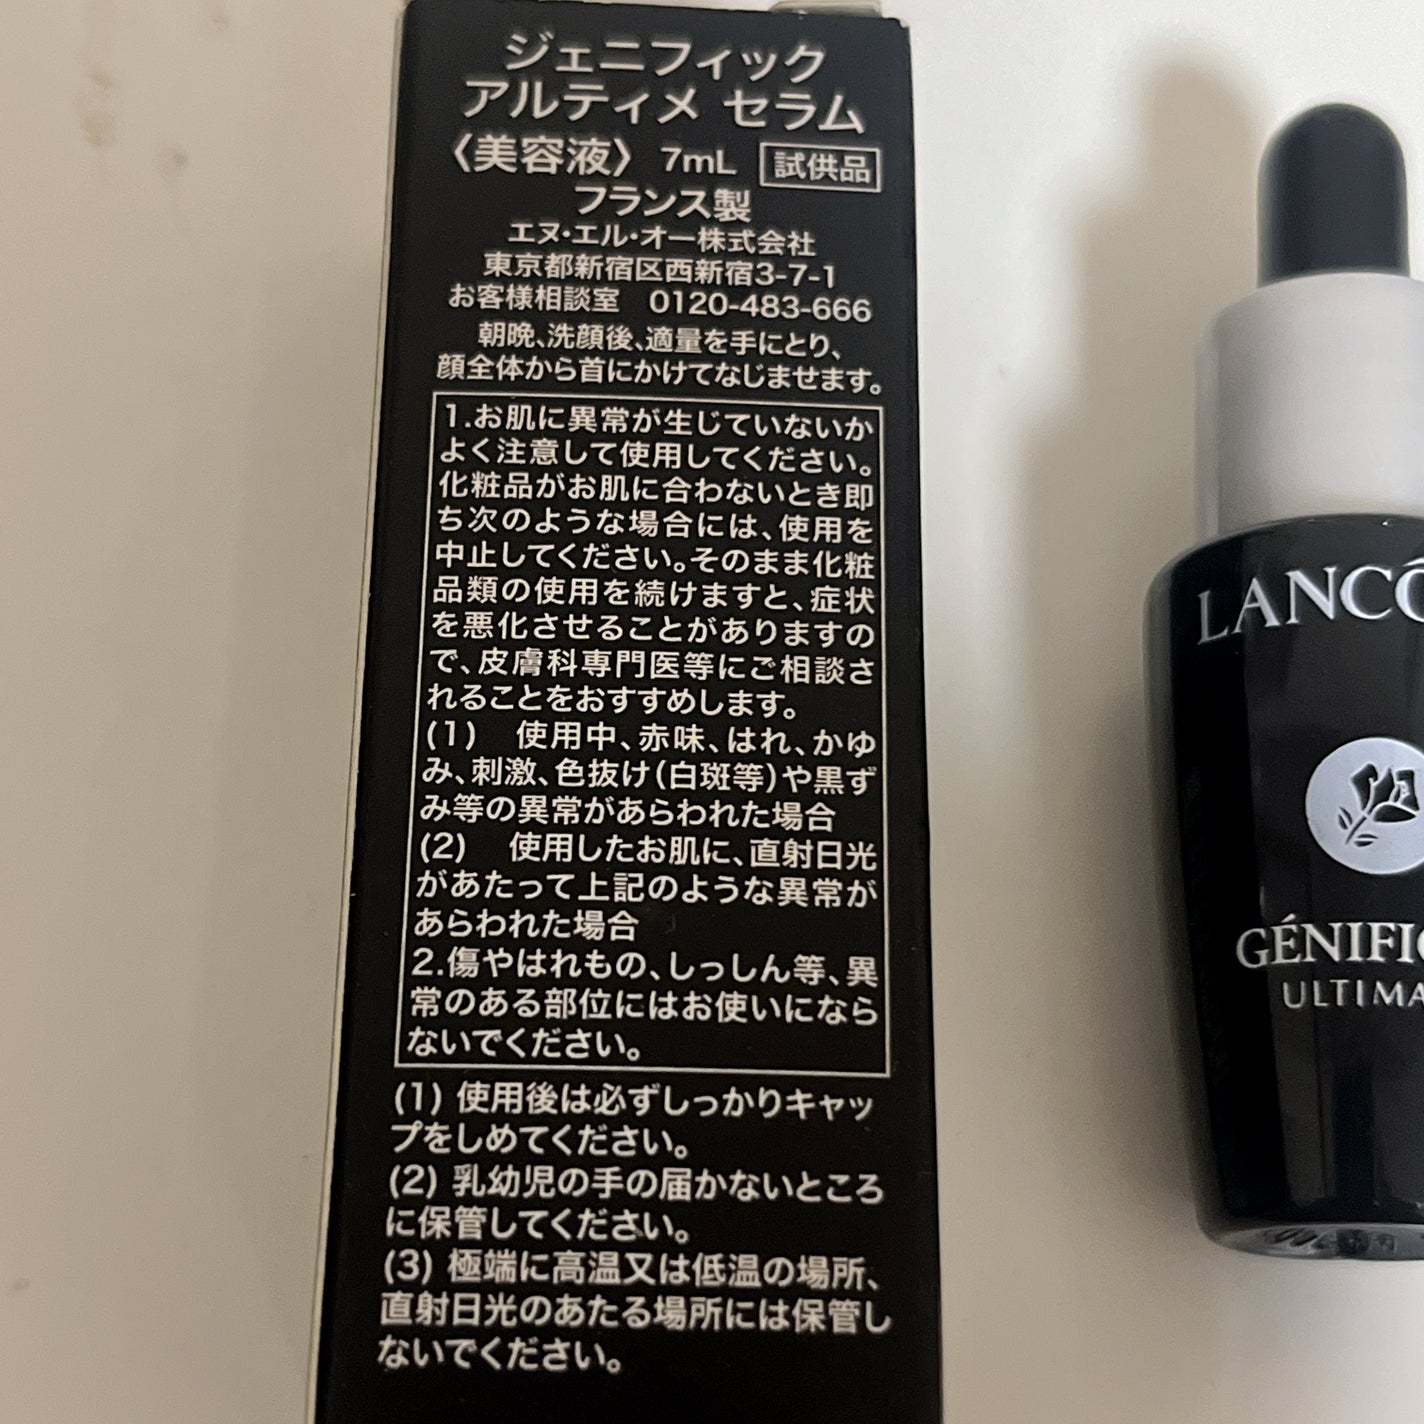 ジェニフィック
アルティメ セラム
〈美容液〉 7mL 試供品
フランス製
エヌ・エル・オー株式会社
東京都新宿区西新宿3-7-1
お客様相談室 0120-483-666
朝晩、洗顔後、適量を手にとり、
顔全体から首にかけてなじませます。
1.お肌に異常が生じていないか
よく注意して使用してください。
化粧品がお肌に合わないとき即
ち次のような場合には、使用を
中止してください。そのまま化粧
品類の使用を続けますと、症状
を悪化させることがありますの
で、皮膚科専門医等にご相談さ
れることをおすすめします。
(1) 使用中、赤味、はれ、かゆ
み、刺激、色抜け(白斑等)や黒ず
み等の異常があらわれた場合
(2) 使用したお肌に、直射日光
があたって上記のような異常が
あらわれた場合
2.傷やはれもの、しっしん等、異
常のある部位にはお使いになら
ないでください。
(1) 使用後は必ずしっかりキャッ
プをしめてください。
(2) 乳幼児の手の届かないところ
に保管してください。
(3) 極端に高温又は低温の場所、
直射日光のあたる場所には保管し
ないでください。
LANCÔ
GÉNIFIQ
ULTIMA